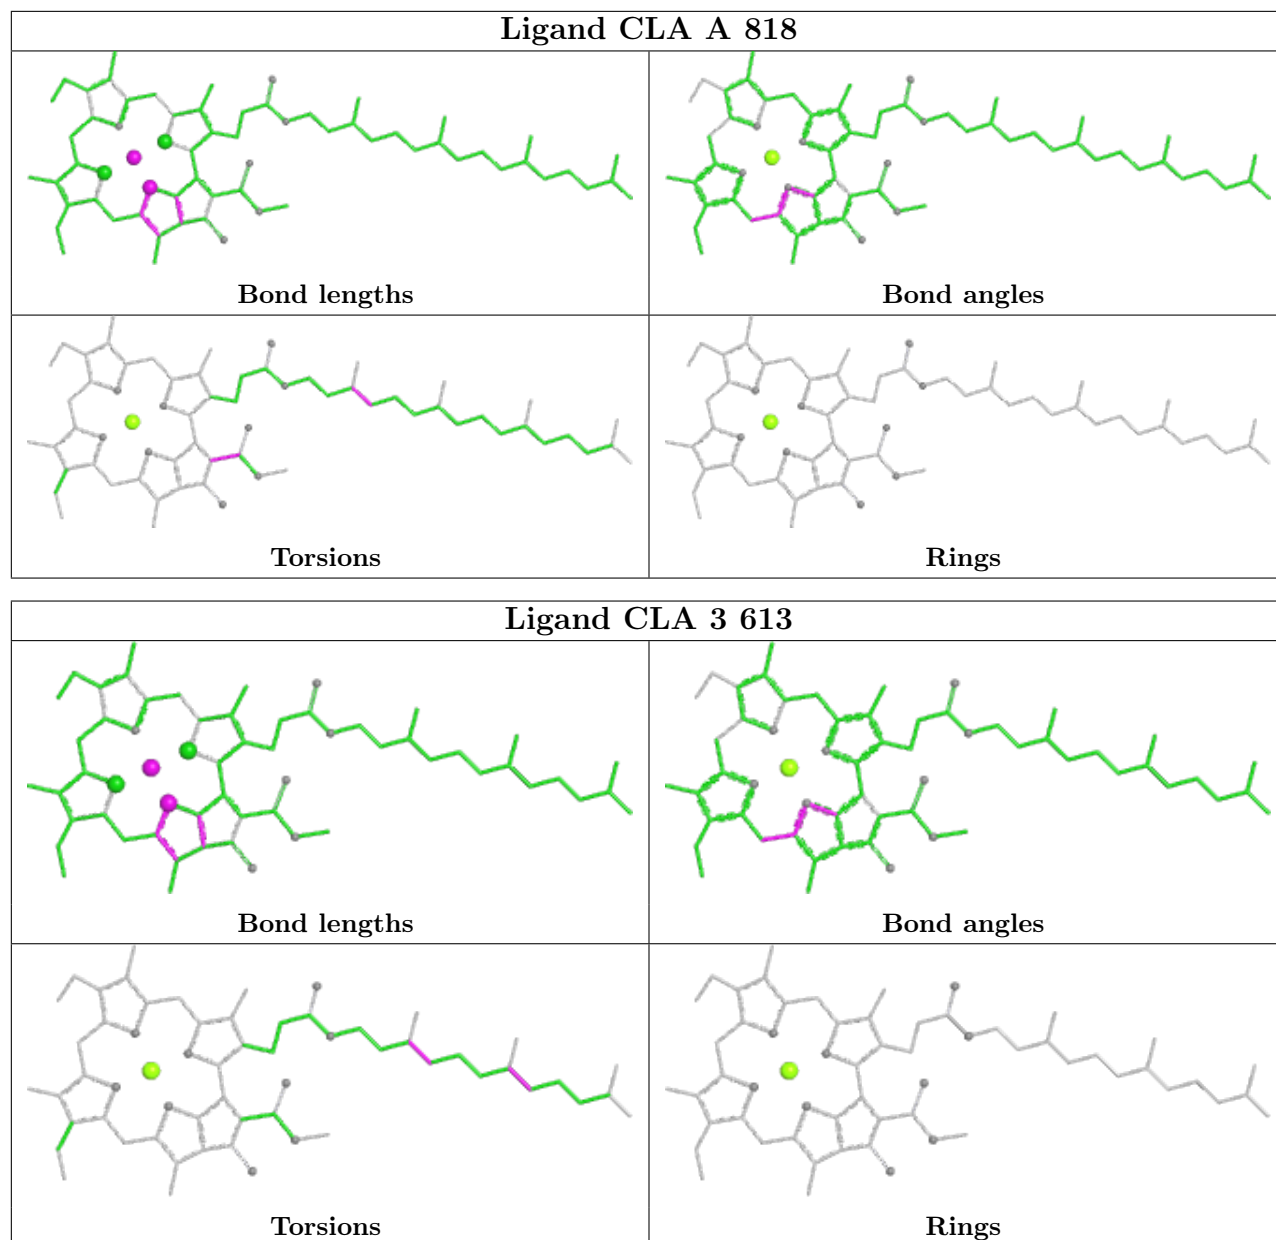 Ligand CLA A 818
Bond lengths
Bond angles
Torsions
Rings
Ligand CLA 3 613
Bond lengths
Bond angles
Torsions
Rings